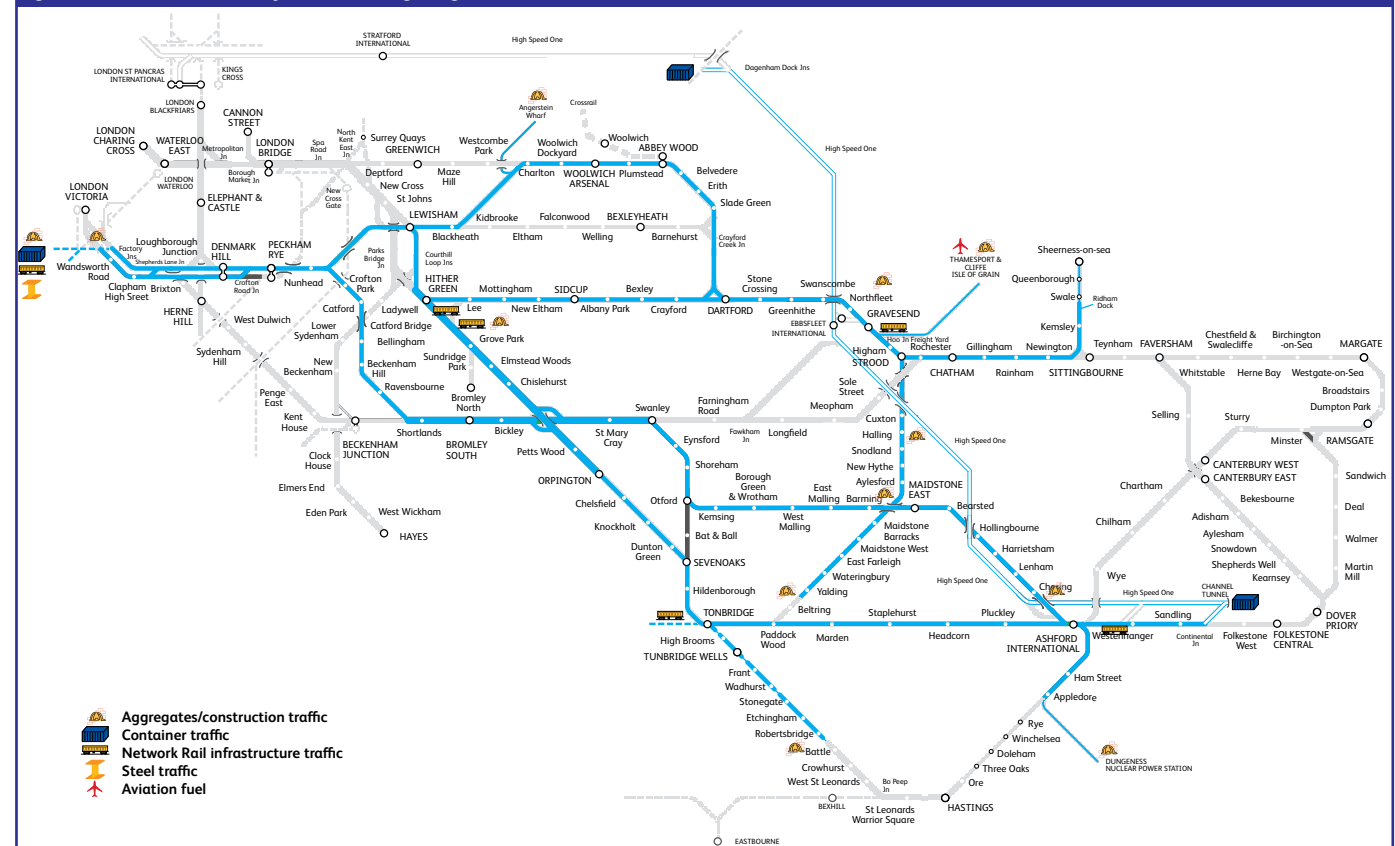 STRATFORD
INTERNATIONAL
High Speed One
LONDON ST PANCRAS
INTERNATIONAL
KINGS
CROSS
Dagenham Dock Jns
LONDON
BLACKFRIARS
CANNON
STREET
Angerstein
Wharf
Crossrail
LONDON
CHARING
CROSS
WATERLOO
EAST
Metropolitan
Jn
LONDON
BRIDGE
Spa
Road
Jn
North
Kent
East
Jn
Surrey Quays
GREENWICH
Westcombe
Park
Woolwich
Dockyard
Woolwich
ABBEY WOOD
High Speed One
LONDON
WATERLOO
Borough
Market Jn
Deptford
Maze
Hill
Charlton
WOOLWICH
ARSENAL
Plumstead
Belvedere
Erith
Slade Green
LONDON
VICTORIA
ELEPHANT &
CASTLE
New
Cross
Gate
New Cross
St Johns
LEWISHAM
Kidbrooke
Falconwood
BEXLEYHEATH
Blackheath
Eltham
Welling
Barnehurst
Crayford
Creek Jn
Factory
Jns
Wandsworth
Road
Loughborough
Junction
Shepherds Lane Jn
DENMARK
HILL
PECKHAM
RYE
Parks
Bridge
Jn
Courthill
Loop Jns
Clapham
High Sreet
Brixton
Crofton
Road Jn
Nunhead
Crofton
Park
HITHER
GREEN
Mottingham
SIDCUP
Bexley
Stone
Crossing
Swanscombe
Lee
New Eltham
Albany Park
Crayford
DARTFORD
Greenhithe
EBBSFLEET
INTERNATIONAL
Northfleet
GRAVESEND
THAMESPORT &
CLIFFE
ISLE OF GRAIN
Sheerness-on-sea
Queenborough
Swale
Ridham
Dock
Kemsley
HERNE
HILL
West Dulwich
Catford
Ladywell
Catford Bridge
Lower
Sydenham
Bellingham
Sydenham
Hill
New
Beckenham
Beckenham
Hill
Ravensbourne
Grove Park
Sundridge
Park
Elmstead Woods
Chislehurst
Bromley
North
Hoo Jn Freight Yard
Higham
STROOD
Rochester
CHATHAM
Gillingham
Rainham
Newington
SITTINGBOURNE
Teynham
FAVERSHAM
Chestfield &
Swalecliffe
Birchington
-on-Sea
MARGATE
Whitstable
Herne Bay
Westgate-on-Sea
Broadstairs
Dumpton Park
RAMSGATE
Penge
East
Kent
House
BECKENHAM
JUNCTION
Shortlands
BROMLEY
SOUTH
Bickley
Petts Wood
St Mary
Cray
Swanley
Farningham
Road
Fawkham
Jn
Longfield
Meopham
Sole
Street
Cuxton
Halling
Snodland
New Hythe
Aylesford
High Speed One
Selling
Sturry
Minster
Clock
House
Elmers End
Eden Park
West Wickham
HAYES
ORPINGTON
Chelsfield
Knockholt
Dunton
Green
Eynsford
Shoreham
Otford
Kemsing
Borough
Green
& Wrotham
West
Malling
East
Malling
Barming
MAIDSTONE
EAST
Bearsted
Hollingbourne
Harrietsham
Lenham
Charing
CANTERBURY WEST
CANTERBURY EAST
Chartham
Chilham
Wye
Bekesbourne
Adisham
Aylesham
Snowdown
Shepherds Well
Kearnsey
Sandwich
Deal
Walmer
Martin
Mill
Bat & Ball
SEVENOAKS
Hildenborough
Maidstone
Barracks
Maidstone West
East Farleigh
Wateringbury
Yalding
Beltring
High Speed One
High Speed One
CHANNEL
TUNNEL
TONBRIDGE
Paddock
Wood
Marden
Staplehurst
Headcorn
Pluckley
ASHFORD
INTERNATIONAL
Westenhanger
Sandling
Continental
Jn
Folkestone
West
FOLKESTONE
CENTRAL
DOVER
PRIORY
High Brooms
TUNBRIDGE WELLS
Frant
Wadhurst
Stonegate
Etchingham
Robertsbridge
Battle
Crowhurst
West St Leonards
Bo Peep
Jn
BEXHILL
St Leonards
Warrior Square
HASTINGS
EASTBOURNE
Ham Street
Appledore
Rye
Winchelsea
Doleham
Three Oaks
Ore
DUNGENESS
NUCLEAR POWER STATION
Aggregates/construction traffic
Container traffic
Network Rail infrastructure traffic
Steel traffic
Aviation fuel